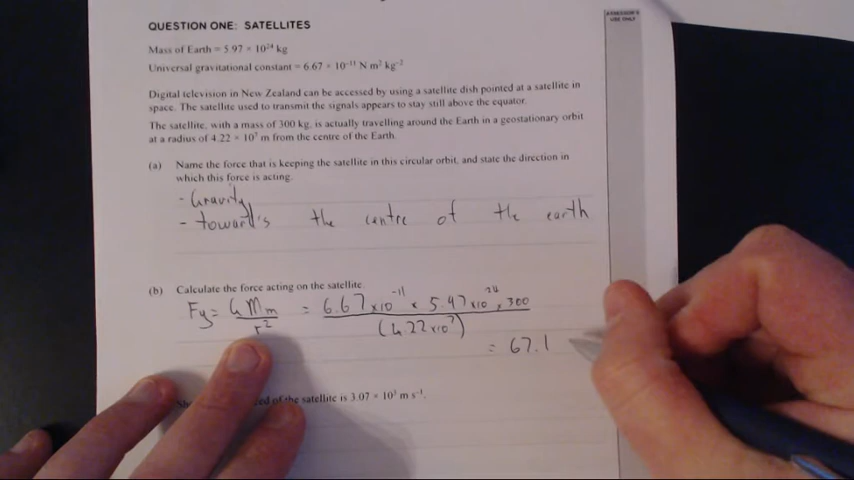 ASSESSOR'S
USE ONLY
QUESTION ONE: SATELLITES
Mass of Earth = 5.97 × 10²⁴ kg
Universal gravitational constant = 6.67 × 10⁻¹¹ N m² kg⁻²
Digital television in New Zealand can be accessed by using a satellite dish pointed at a satellite in
space. The satellite used to transmit the signals appears to stay still above the equator.
The satellite, with a mass of 300 kg, is actually travelling around the Earth in a geostationary orbit
at a radius of 4.22 × 10⁷ m from the centre of the Earth.
(a) Name the force that is keeping the satellite in this circular orbit, and state the direction in
which this force is acting.
- Gravity
- toward's the centre of the earth
(b) Calculate the force acting on the satellite.
Fg = GMm = 6.67×10⁻¹¹ × 5.97×10²⁴ × 300
r² (4.22×10⁷)
= 67.1
of the satellite is 3.07 × 10³ m s⁻¹.